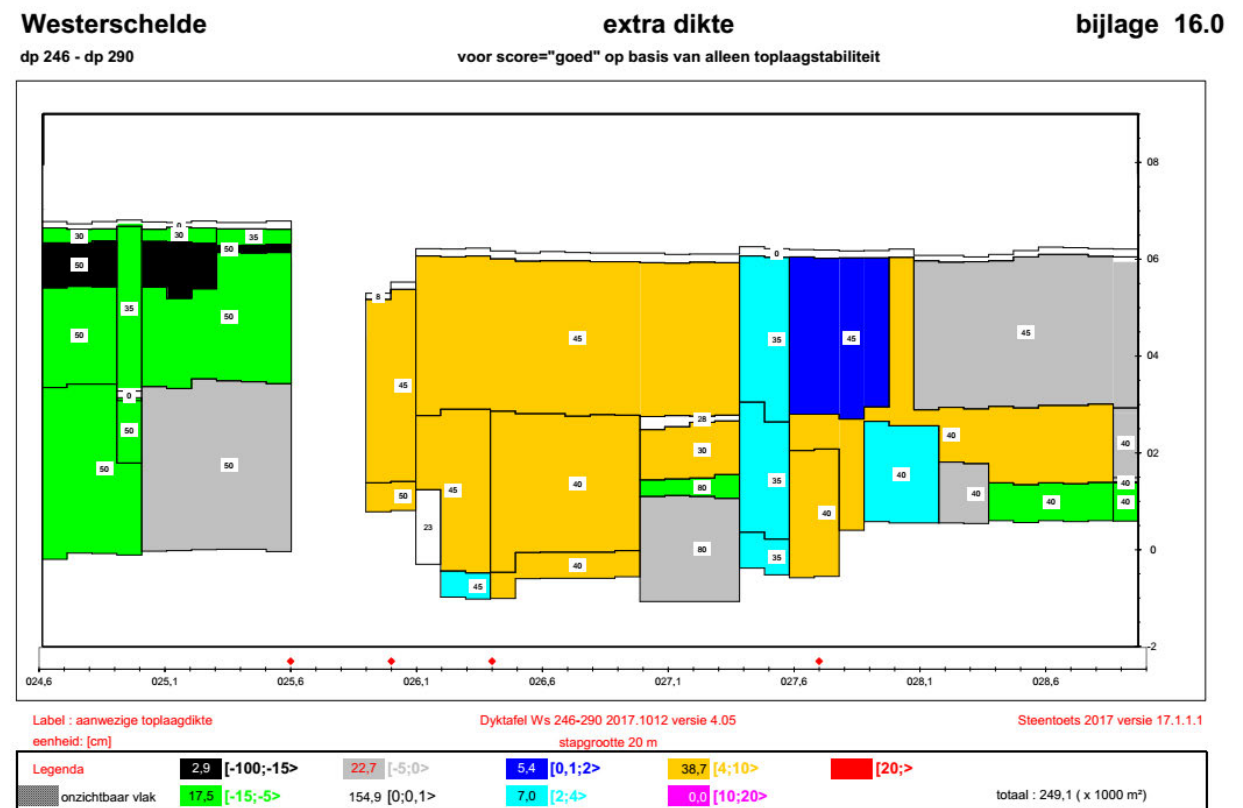 Westerschelde extra dikte bijlage 16.0
dp 246 - dp 290 voor score="goed" op basis van alleen toplaagstabiliteit
08
0
30 30 35
50
50
06
0
8
35
50 50
45 35 45 45
04
45
0
28
50
30
40
40
02
50 50
50 45 40 80 35 40 40 40 40
40
23 40 40 40
80 0
40 35
45
-2
024,6 025,1 025,6 026,1 026,6 027,1 027,6 028,1 028,6
Label : aanwezige toplaagdikte Dyktafel Ws 246-290 2017.1012 versie 4.05 Steentoets 2017 versie 17.1.1.1
eenheid: [cm] stapgrootte 20 m
Legenda 2,9 [-100;-15> 22,7 [-5;0> 5,4 [0,1;2> 38,7 [4;10> [20;>
onzichtbaar vlak 17,5 [-15;-5> 154,9 [0;0,1> 7,0 [2;4> 0,0 [10;20> totaal : 249,1 ( x 1000 m²)